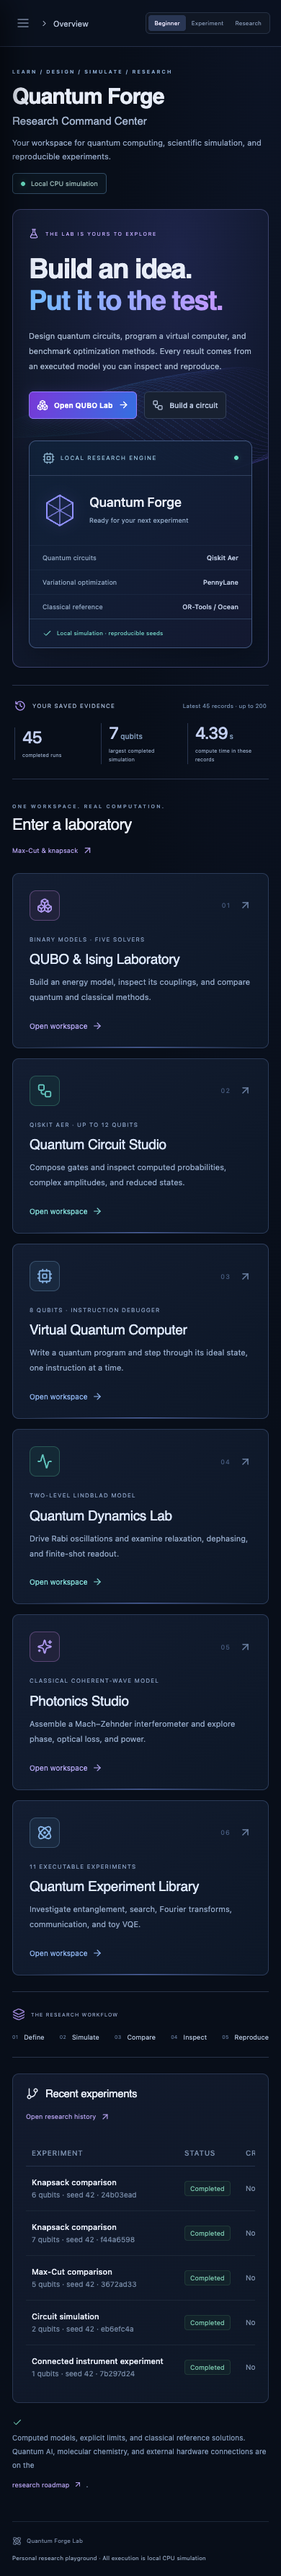 Overview
Beginner Experiment Research
LEARN / DESIGN / SIMULATE / RESEARCH
Quantum Forge
Research Command Center
Your workspace for quantum computing, scientific simulation, and
reproducible experiments.
Local CPU simulation
THE LAB IS YOURS TO EXPLORE
Build an idea.
Put it to the test.
Design quantum circuits, program a virtual computer, and
benchmark optimization methods. Every result comes from
an executed model you can inspect and reproduce.
Open QUBO Lab
Build a circuit
LOCAL RESEARCH ENGINE
Quantum Forge
Ready for your next experiment
Quantum circuits Qiskit Aer
Variational optimization PennyLane
Classical reference OR-Tools / Ocean
Local simulation · reproducible seeds
YOUR SAVED EVIDENCE Latest 45 records · up to 200
45
completed runs
7 qubits
largest completed
simulation
4.39 s
compute time in these
records
ONE WORKSPACE. REAL COMPUTATION.
Enter a laboratory
Max-Cut & knapsack
01
BINARY MODELS · FIVE SOLVERS
QUBO & Ising Laboratory
Build an energy model, inspect its couplings, and compare
quantum and classical methods.
Open workspace
02
QISKIT AER · UP TO 12 QUBITS
Quantum Circuit Studio
Compose gates and inspect computed probabilities,
complex amplitudes, and reduced states.
Open workspace
03
8 QUBITS · INSTRUCTION DEBUGGER
Virtual Quantum Computer
Write a quantum program and step through its ideal state,
one instruction at a time.
Open workspace
04
TWO-LEVEL LINDBLAD MODEL
Quantum Dynamics Lab
Drive Rabi oscillations and examine relaxation, dephasing,
and finite-shot readout.
Open workspace
05
CLASSICAL COHERENT-WAVE MODEL
Photonics Studio
Assemble a Mach–Zehnder interferometer and explore
phase, optical loss, and power.
Open workspace
06
11 EXECUTABLE EXPERIMENTS
Quantum Experiment Library
Investigate entanglement, search, Fourier transforms,
communication, and toy VQE.
Open workspace
THE RESEARCH WORKFLOW
01 Define 02 Simulate 03 Compare 04 Inspect 05 Reproduce
Recent experiments
Open research history
EXPERIMENT STATUS CR
Knapsack comparison
6 qubits · seed 42 · 24b03ead
Completed No
Knapsack comparison
7 qubits · seed 42 · f44a6598
Completed No
Max-Cut comparison
5 qubits · seed 42 · 3672ad33
Completed No
Circuit simulation
2 qubits · seed 42 · eb6efc4a
Completed No
Connected instrument experiment
1 qubits · seed 42 · 7b297d24
Completed No
Computed models, explicit limits, and classical reference solutions.
Quantum AI, molecular chemistry, and external hardware connections are
on the
research roadmap .
Quantum Forge Lab
Personal research playground · All execution is local CPU simulation